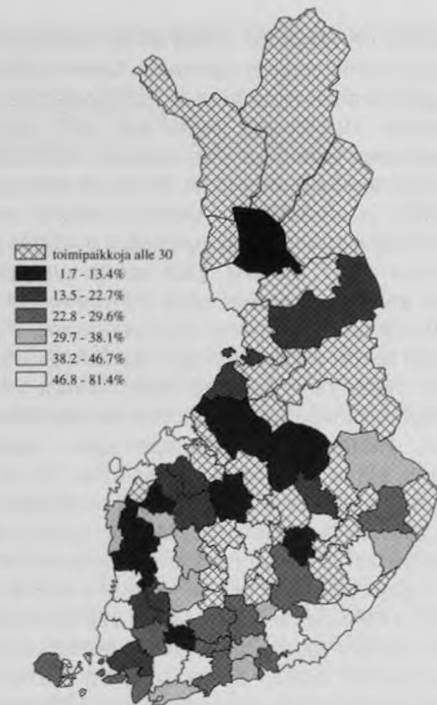 toimipaikkoja alle 30
1.7 - 13.4%
13.5 - 22.7%
22.8 - 29.6%
29.7 - 38.1%
38.2 - 46.7%
46.8 - 81.4%